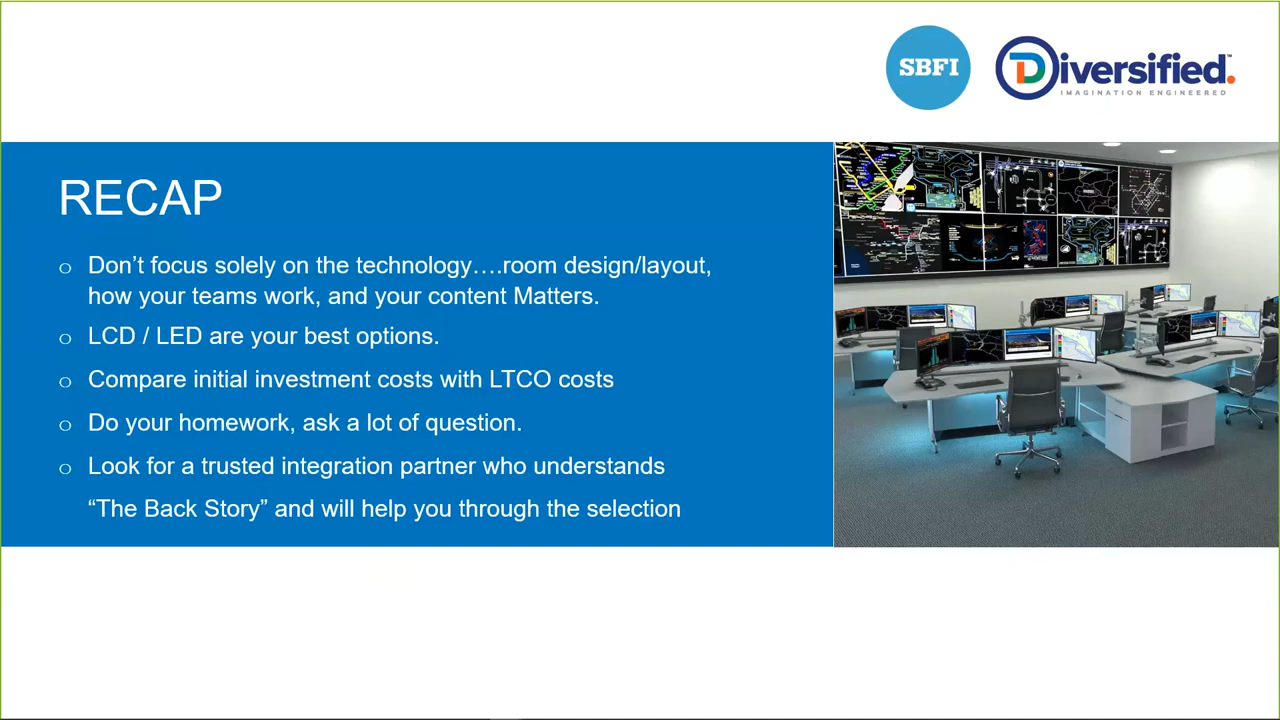 SBFI
Diversified.™
IMAGINATION ENGINEERED
RECAP
o Don’t focus solely on the technology….room design/layout,
how your teams work, and your content Matters.
o LCD / LED are your best options.
o Compare initial investment costs with LTCO costs
o Do your homework, ask a lot of question.
o Look for a trusted integration partner who understands
“The Back Story” and will help you through the selection